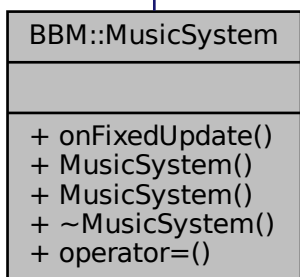 BBM::MusicSystem
+ onFixedUpdate()
+ MusicSystem()
+ MusicSystem()
+ ~MusicSystem()
+ operator=()